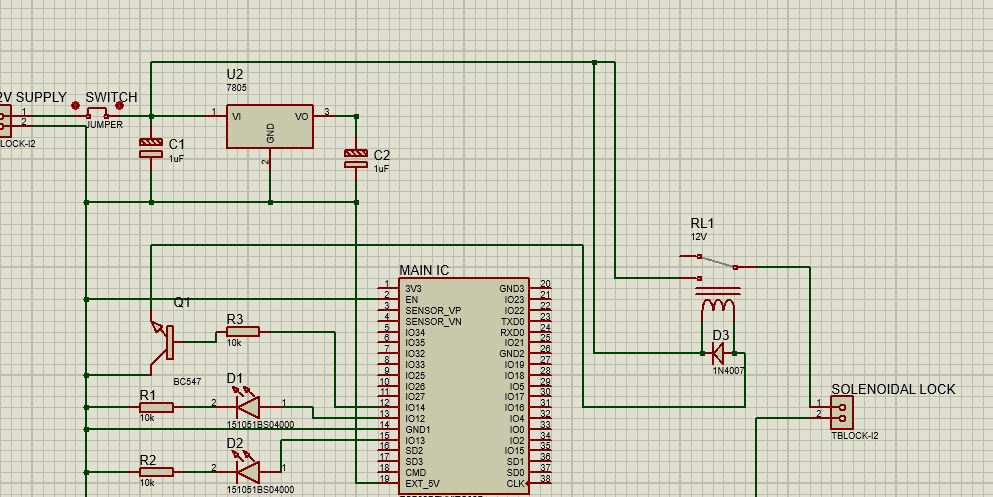 2V SUPPLY
1
2
LOCK-I2
SWITCH
JUMPER
U2
7805
1
VI
VO
3
GND
2
C1
1uF
C2
1uF
RL1
12V
D3
1N4007
SOLENOIDAL LOCK
1
2
TBLOCK-I2
Q1
BC547
R3
10k
R1
10k
D1
2
1
151051BS04000
R2
10k
D2
2
1
151051BS04000
MAIN IC
1 3V3 GND3 20
2 EN IO23 21
3 SENSOR_VP IO22 22
4 SENSOR_VN TXD0 23
5 IO34 RXD0 24
6 IO35 IO21 25
7 IO32 GND2 26
8 IO33 IO19 27
9 IO25 IO18 28
10 IO26 IO5 29
11 IO27 IO17 30
12 IO14 IO16 31
13 IO12 IO4 32
14 GND1 IO0 33
15 IO13 IO2 34
16 SD2 IO15 35
17 SD3 SD1 36
18 CMD SD0 37
19 EXT_5V CLK 38